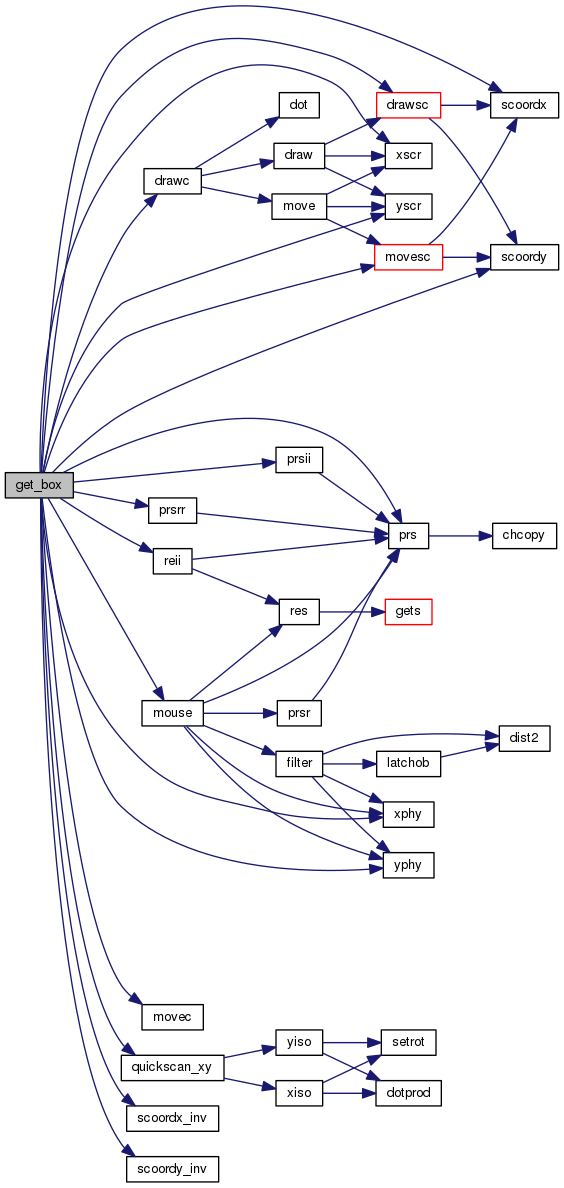 scoordx
drawsc
dot
draw
xscr
drawc
move
yscr
movesc
scoordy
prsii
get_box
prsrr
prs
chcopy
reii
res
gets
mouse
prsr
filter
latchob
dist2
xphy
yphy
movec
yiso
setrot
quickscan_xy
xiso
dotprod
scoordx_inv
scoordy_inv